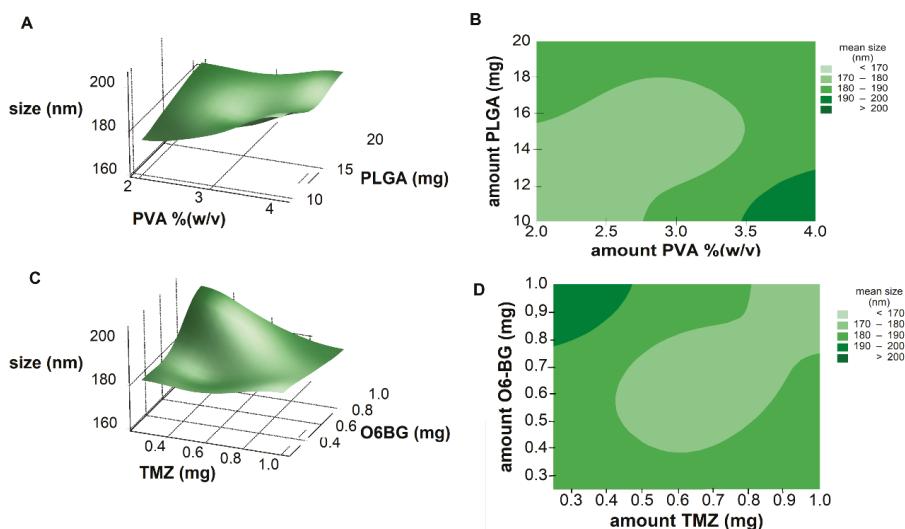 A
200
size (nm)
180
160
2
3
4
PVA %(w/v)
20
15
10
PLGA (mg)
B
amount PLGA (mg)
20
18
16
14
12
10
2.0 2.5 3.0 3.5 4.0
amount PVA %(w/v)
mean size
(nm)
< 170
170 – 180
180 – 190
190 – 200
> 200
C
200
size (nm)
180
160
0.4 0.6 0.8 1.0
TMZ (mg)
1.0
0.8
0.6
0.4
O6BG (mg)
D
amount O6-BG (mg)
1.0
0.9
0.8
0.7
0.6
0.5
0.4
0.3
0.3 0.4 0.5 0.6 0.7 0.8 0.9 1.0
amount TMZ (mg)
mean size
(nm)
< 170
170 – 180
180 – 190
190 – 200
> 200